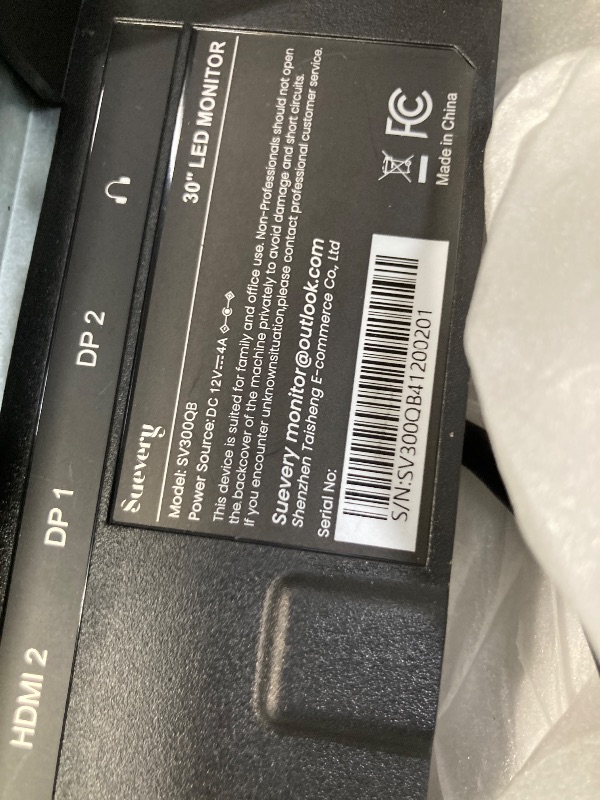 HDMI 2
DP 1
DP 2
Suevery
30" LED MONITOR
Model: SV300QB
Power Source:DC 12V 4A
This device is suited for family and office use. Non-Professionals should not open
the backcover of the machine privately to avoid damage and short circuits.
If you encounter unknownsituation,please contact professional customer service.
Suevery monitor@outlook.com
Shenzhen Taisheng E-commerce Co., Ltd
Serial No:
S/N:SV300QB41200201
FC
Made in China